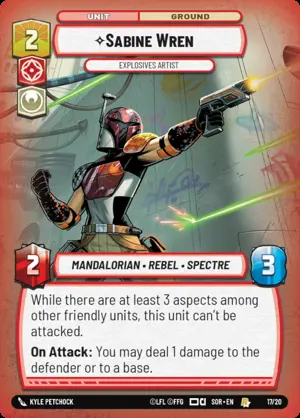 UNIT GROUND
2 ✧SABINE WREN
EXPLOSIVES ARTIST
2 MANDALORIAN • REBEL • SPECTRE 3
While there are at least 3 aspects among
other friendly units, this unit can’t be
attacked.
On Attack: You may deal 1 damage to the
defender or to a base.
KYLE PETCHOCK ©LFL ©FFG SOR • EN 17/20